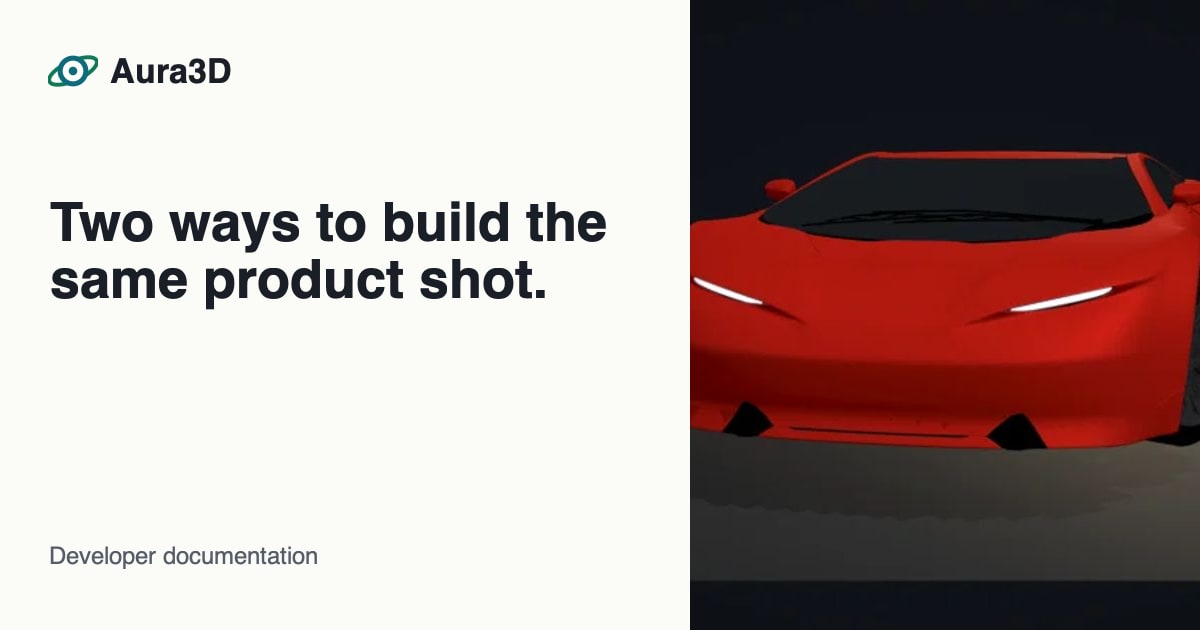 Aura3D
Two ways to build the
same product shot.
Developer documentation